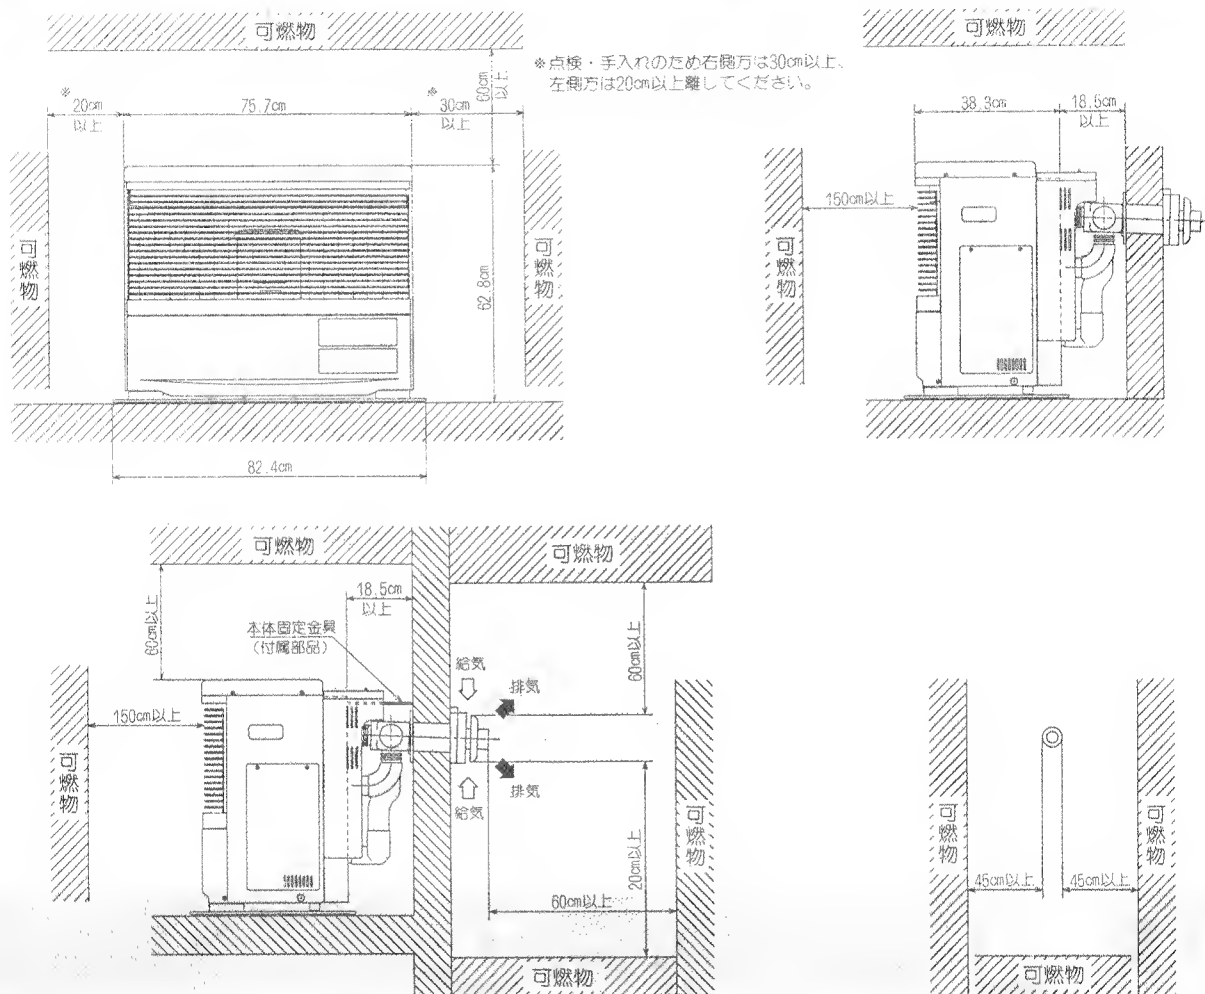 可燃物
※点検・手入れのため右側方は30cm以上、
左側方は20cm以上離してください。
60cm
以上
※
20cm
以上
75.7cm
※
30cm
以上
可燃物
可燃物
62.8cm
82.4cm
可燃物
38.3cm
18.5cm
以上
150cm以上
可燃物
可燃物
可燃物
60cm以上
18.5cm
以上
本体固定金具
（付属部品）
給気
排気
60cm以上
150cm以上
可燃物
排気
給気
20cm以上
可燃物
60cm以上
可燃物
可燃物
可燃物
45cm以上
45cm以上
可燃物